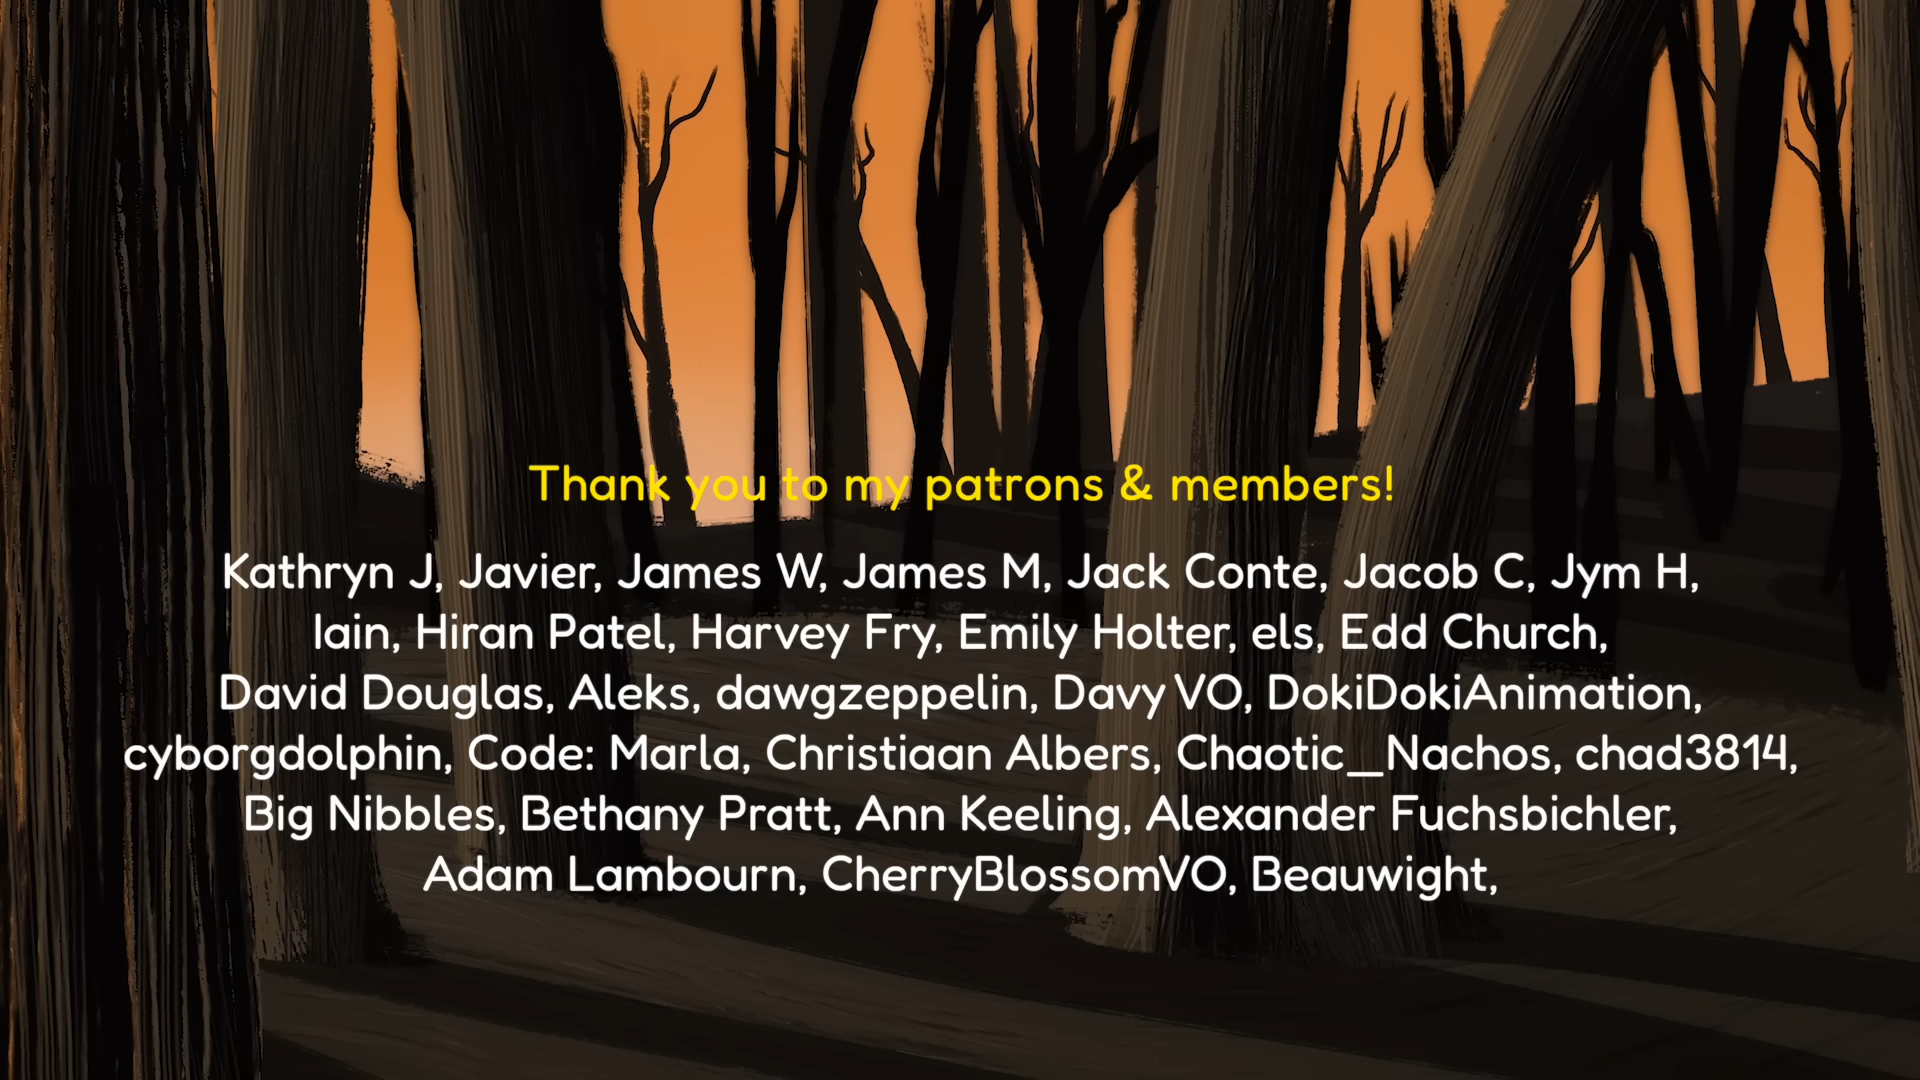 Thank you to my patrons & members!
Kathryn J, Javier, James W, James M, Jack Conte, Jacob C, Jym H,
Iain, Hiran Patel, Harvey Fry, Emily Holter, els, Edd Church,
David Douglas, Aleks, dawgzeppelin, Davy VO, DokiDokiAnimation,
cyborgdolphin, Code: Marla, Christiaan Albers, Chaotic_Nachos, chad3814,
Big Nibbles, Bethany Pratt, Ann Keeling, Alexander Fuchsbichler,
Adam Lambourn, CherryBlossomVO, Beauwight,